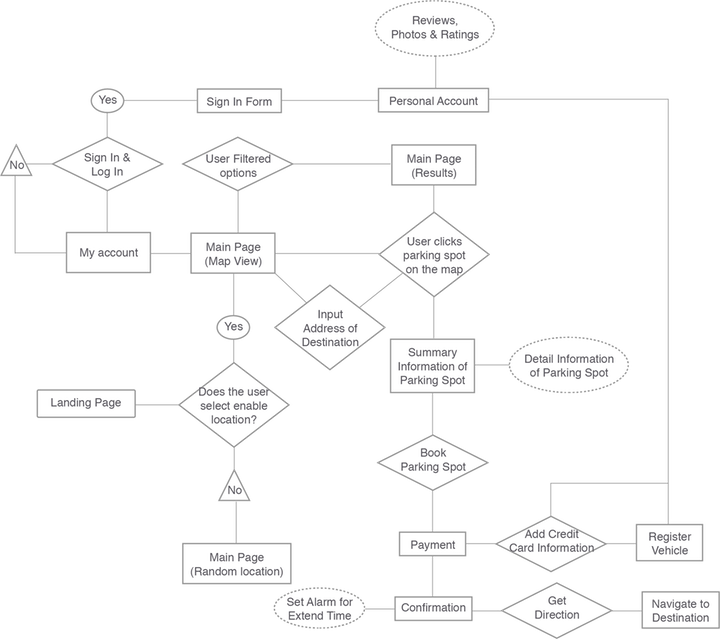 Reviews,
Photos & Ratings
Yes
Sign In Form
Personal Account
No
Sign In &
Log In
User Filtered
options
Main Page
(Results)
My account
Main Page
(Map View)
User clicks
parking spot
on the map
Yes
Input
Address of
Destination
Summary
Information of
Parking Spot
Detail Information
of Parking Spot
Landing Page
Does the user
select enable
location?
Book
Parking Spot
No
Payment
Add Credit
Card Information
Register
Vehicle
Main Page
(Random location)
Set Alarm for
Extend Time
Confirmation
Get
Direction
Navigate to
Destination